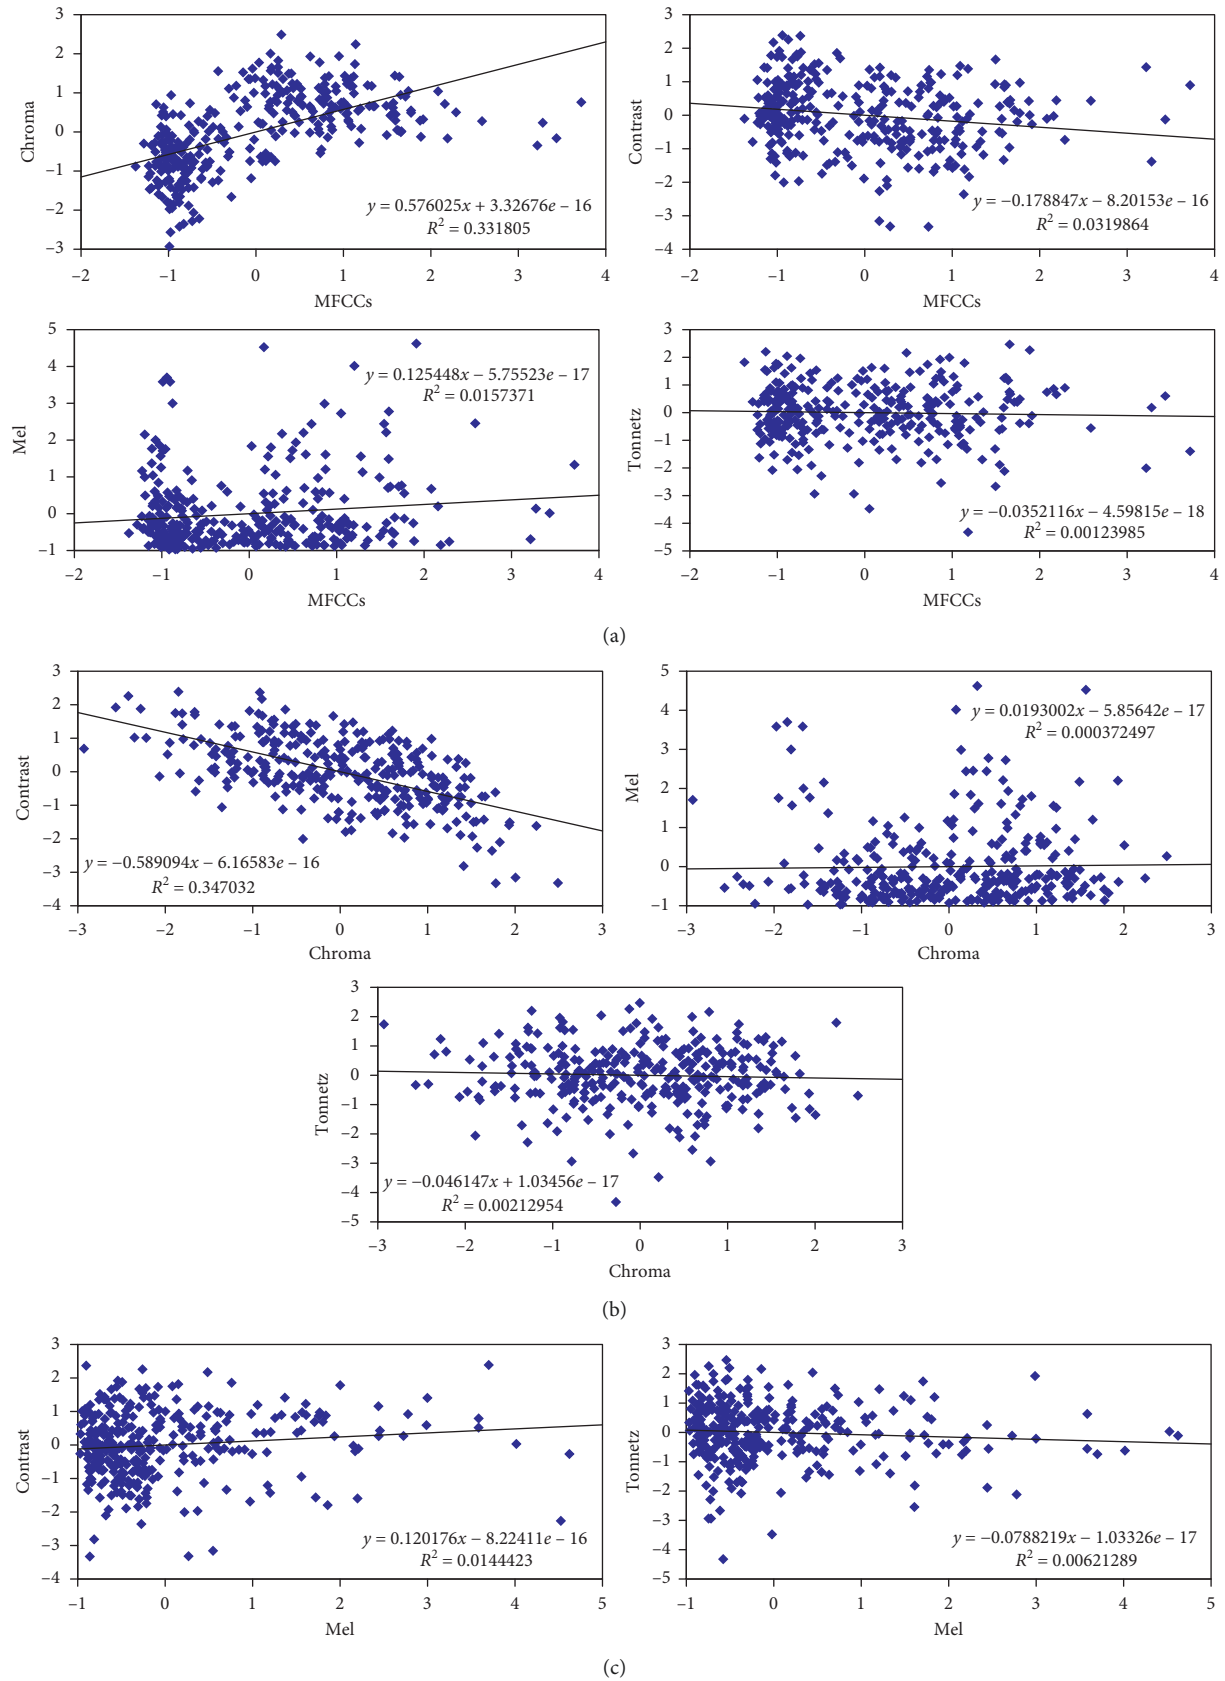 3
2
1
0
−1
−2
−3
Chroma
y = 0.576025x + 3.32676e − 16
R² = 0.331805
−2 −1 0 1 2 3 4
MFCCs
3
2
1
0
−1
−2
−3
−4
Contrast
y = −0.178847x − 8.20153e − 16
R² = 0.0319864
−2 −1 0 1 2 3 4
MFCCs
5
4
3
2
1
0
−1
Mel
y = 0.125448x − 5.75523e − 17
R² = 0.0157371
−2 −1 0 1 2 3 4
MFCCs
3
2
1
0
−1
−2
−3
−4
−5
Tonnetz
y = −0.0352116x − 4.59815e − 18
R² = 0.00123985
−2 −1 0 1 2 3 4
MFCCs
(a)
3
2
1
0
−1
−2
−3
−4
Contrast
y = −0.589094x − 6.16583e − 16
R² = 0.347032
−3 −2 −1 0 1 2 3
Chroma
5
4
3
2
1
0
−1
Mel
y = 0.0193002x − 5.85642e − 17
R² = 0.000372497
−3 −2 −1 0 1 2 3
Chroma
3
2
1
0
−1
−2
−3
−4
−5
Tonnetz
y = −0.046147x + 1.03456e − 17
R² = 0.00212954
−3 −2 −1 0 1 2 3
Chroma
(b)
3
2
1
0
−1
−2
−3
−4
Contrast
y = 0.120176x − 8.22411e − 16
R² = 0.0144423
−1 0 1 2 3 4 5
Mel
3
2
1
0
−1
−2
−3
−4
−5
Tonnetz
y = −0.0788219x − 1.03326e − 17
R² = 0.00621289
−1 0 1 2 3 4 5
Mel
(c)